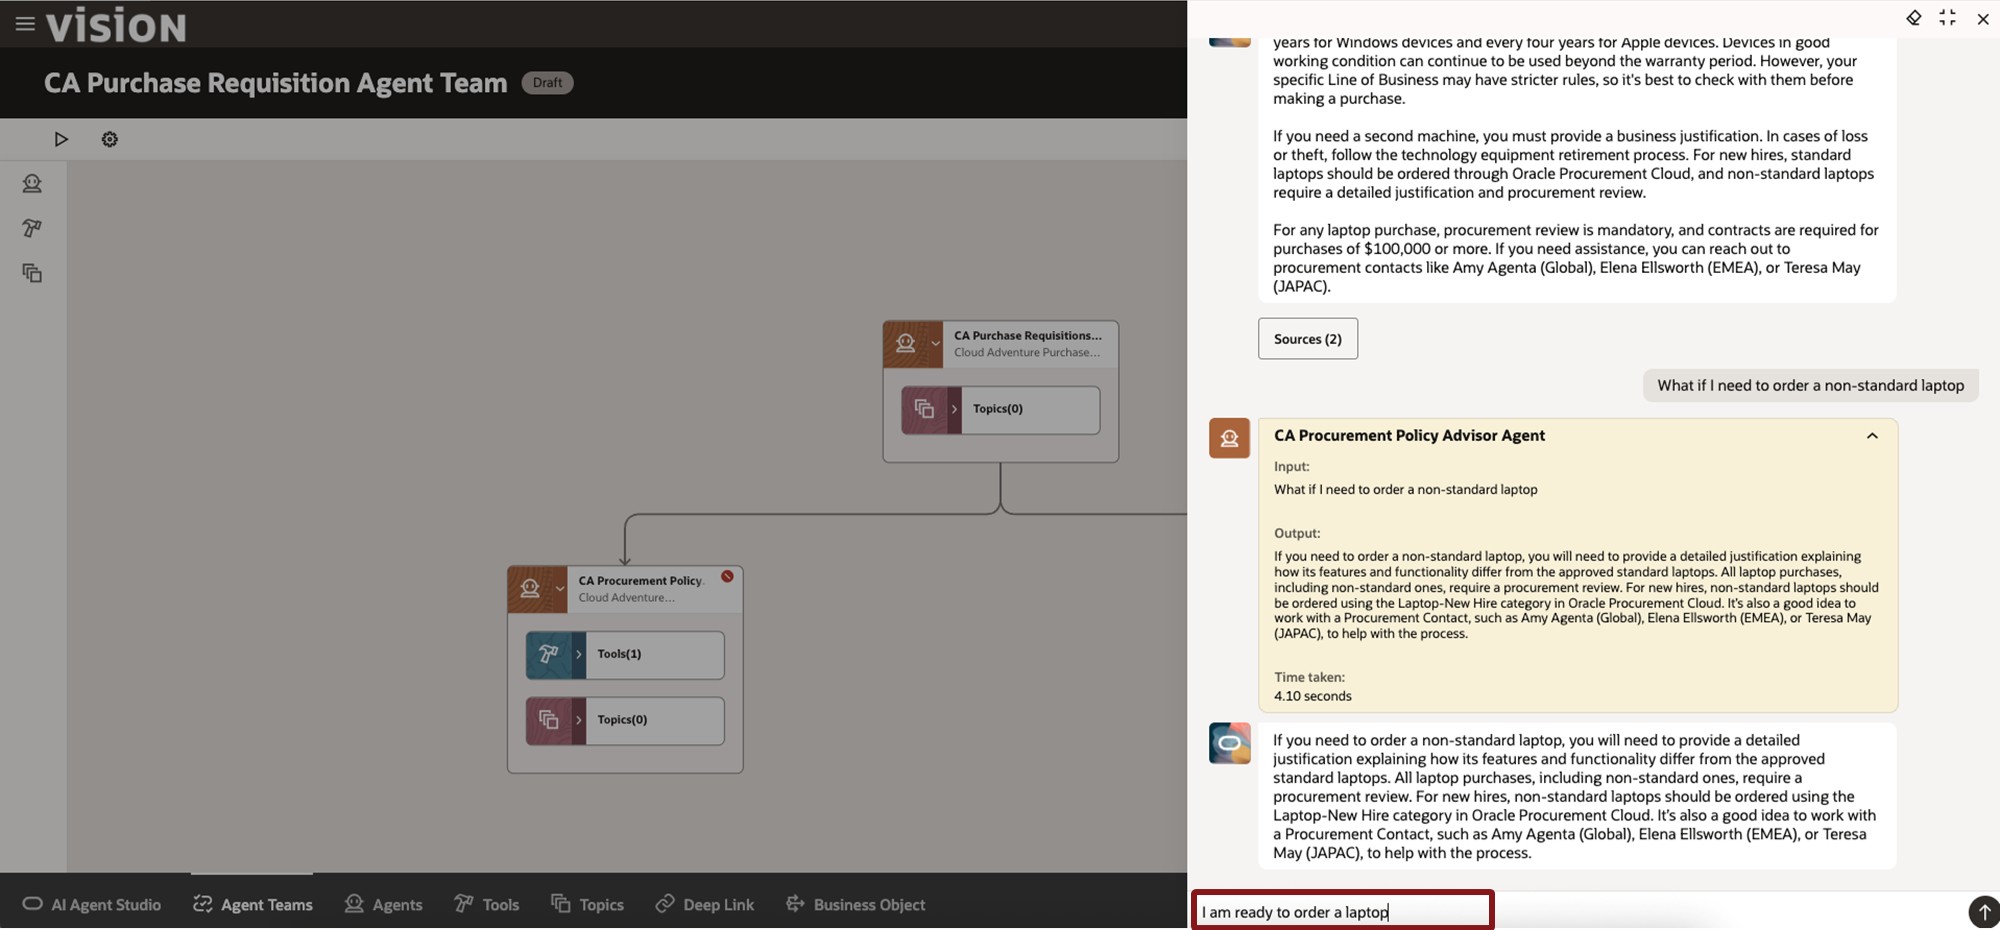 VISION
CA Purchase Requisition Agent Team
Draft
CA Purchase Requisitions...
Cloud Adventure Purchase...
Topics(0)
CA Procurement Policy
Cloud Adventure...
Tools(1)
Topics(0)
AI Agent Studio
Agent Teams
Agents
Tools
Topics
Deep Link
Business Object
years for Windows devices and every four years for Apple devices. Devices in good
working condition can continue to be used beyond the warranty period. However, your
specific Line of Business may have stricter rules, so it's best to check with them before
making a purchase.
If you need a second machine, you must provide a business justification. In cases of loss
or theft, follow the technology equipment retirement process. For new hires, standard
laptops should be ordered through Oracle Procurement Cloud, and non-standard laptops
require a detailed justification and procurement review.
For any laptop purchase, procurement review is mandatory, and contracts are required for
purchases of $100,000 or more. If you need assistance, you can reach out to
procurement contacts like Amy Agenta (Global), Elena Ellsworth (EMEA), or Teresa May
(JAPAC).
Sources (2)
What if I need to order a non-standard laptop
CA Procurement Policy Advisor Agent
Input:
What if I need to order a non-standard laptop
Output:
If you need to order a non-standard laptop, you will need to provide a detailed justification explaining
how its features and functionality differ from the approved standard laptops. All laptop purchases,
including non-standard ones, require a procurement review. For new hires, non-standard laptops should
be ordered using the Laptop-New Hire category in Oracle Procurement Cloud. It's also a good idea to
work with a Procurement Contact, such as Amy Agenta (Global), Elena Ellsworth (EMEA), or Teresa May
(JAPAC), to help with the process.
Time taken:
4.10 seconds
If you need to order a non-standard laptop, you will need to provide a detailed
justification explaining how its features and functionality differ from the approved
standard laptops. All laptop purchases, including non-standard ones, require a
procurement review. For new hires, non-standard laptops should be ordered using the
Laptop-New Hire category in Oracle Procurement Cloud. It's also a good idea to work with
a Procurement Contact, such as Amy Agenta (Global), Elena Ellsworth (EMEA), or Teresa
May (JAPAC), to help with the process.
I am ready to order a laptop